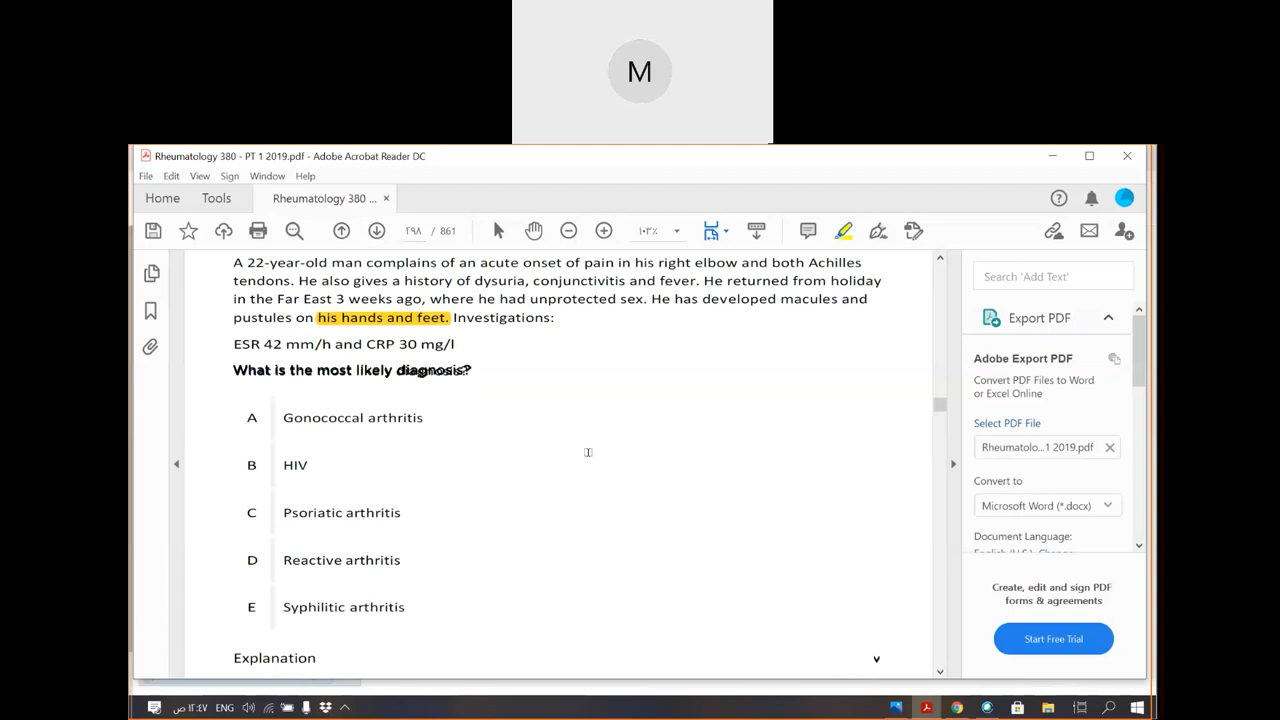 M
Rheumatology 380 - PT 1 2019.pdf - Adobe Acrobat Reader DC
File Edit View Sign Window Help
Home Tools Rheumatology 380 ... ×
٢٩٨ / 861
١٠٣٪
A 22-year-old man complains of an acute onset of pain in his right elbow and both Achilles
tendons. He also gives a history of dysuria, conjunctivitis and fever. He returned from holiday
in the Far East 3 weeks ago, where he had unprotected sex. He has developed macules and
pustules on his hands and feet. Investigations:
ESR 42 mm/h and CRP 30 mg/l
What is the most likely diagnosis?
A Gonococcal arthritis
B HIV
C Psoriatic arthritis
D Reactive arthritis
E Syphilitic arthritis
Explanation
Search 'Add Text'
Export PDF
Adobe Export PDF
Convert PDF Files to Word
or Excel Online
Select PDF File
Rheumatolo...1 2019.pdf
Convert to
Microsoft Word (*.docx)
Document Language:
English (U.S.) Change
Create, edit and sign PDF
forms & agreements
Start Free Trial
ص ١٢:٤٧ ENG